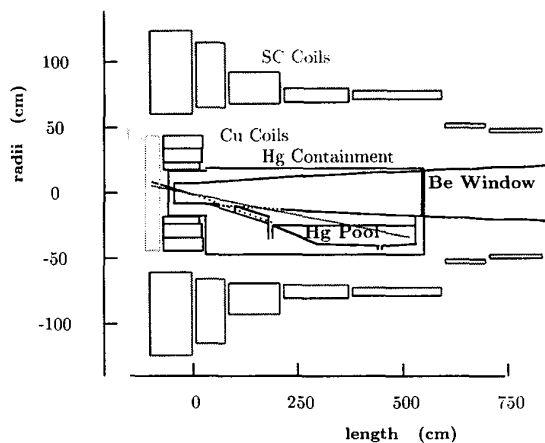 100
SC Coils
radii (cm)
50
Cu Coils
Hg Containment
Be Window
0
Hg Pool
-50
-100
0 250 500 750
length (cm)